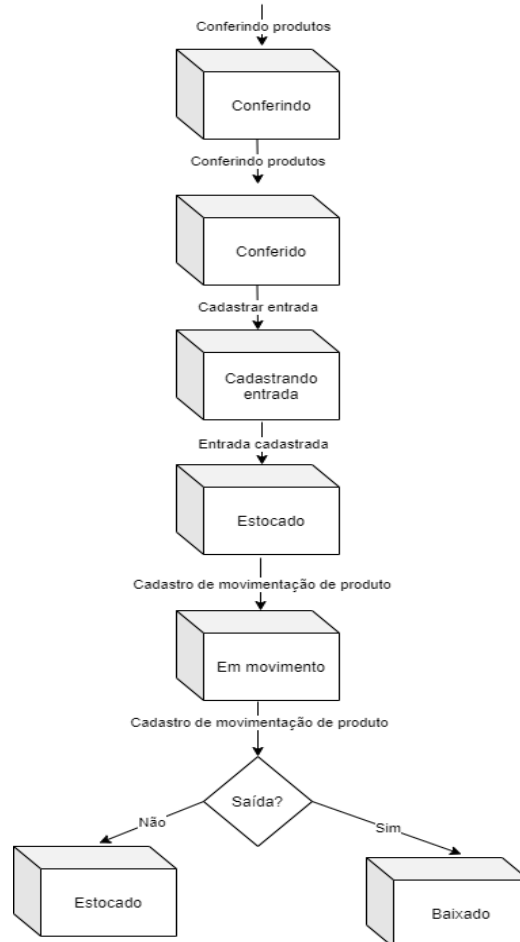 Conferindo produtos
Conferindo
Conferindo produtos
Conferido
Cadastrar entrada
Cadastrando
entrada
Entrada cadastrada
Estocado
Cadastro de movimentação de produto
Em movimento
Cadastro de movimentação de produto
Saída?
Não
Sim
Estocado
Baixado